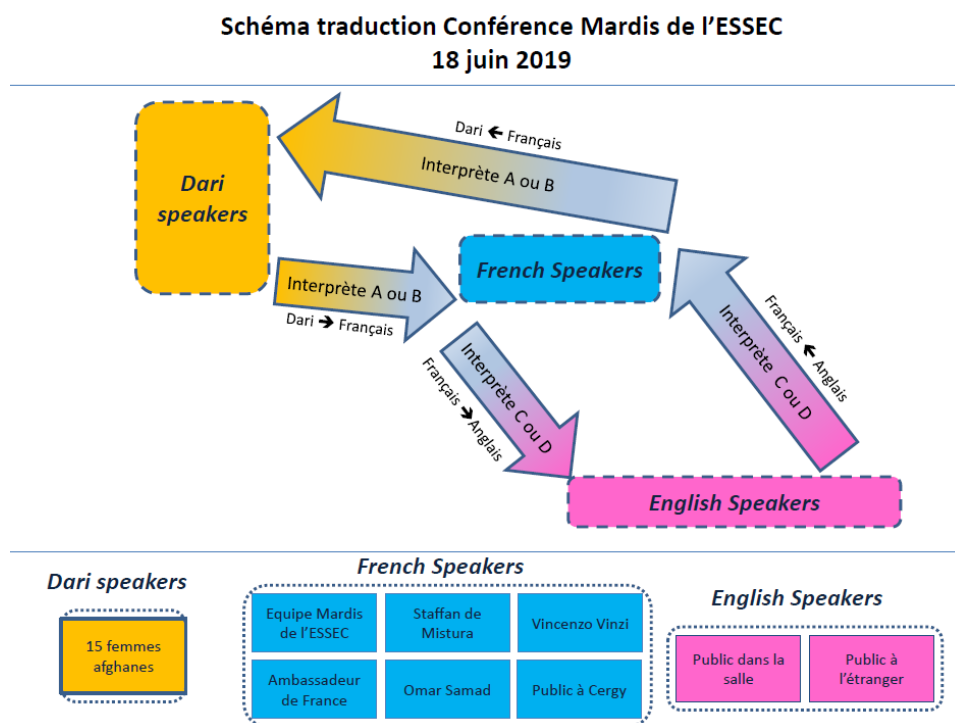 Schéma traduction Conférence Mardis de l'ESSEC
18 juin 2019
Dari ← Français
Interprète A ou B
Dari
speakers
French Speakers
Interprète A ou B
Dari → Français
Interprète C ou D
Français → Anglais
Interprète C ou D
Français ← Anglais
English Speakers
Dari speakers
15 femmes
afghanes
French Speakers
Equipe Mardis
de l'ESSEC
Staffan de
Mistura
Vincenzo Vinzi
Ambassadeur
de France
Omar Samad
Public à Cergy
English Speakers
Public dans la
salle
Public à
l'étranger